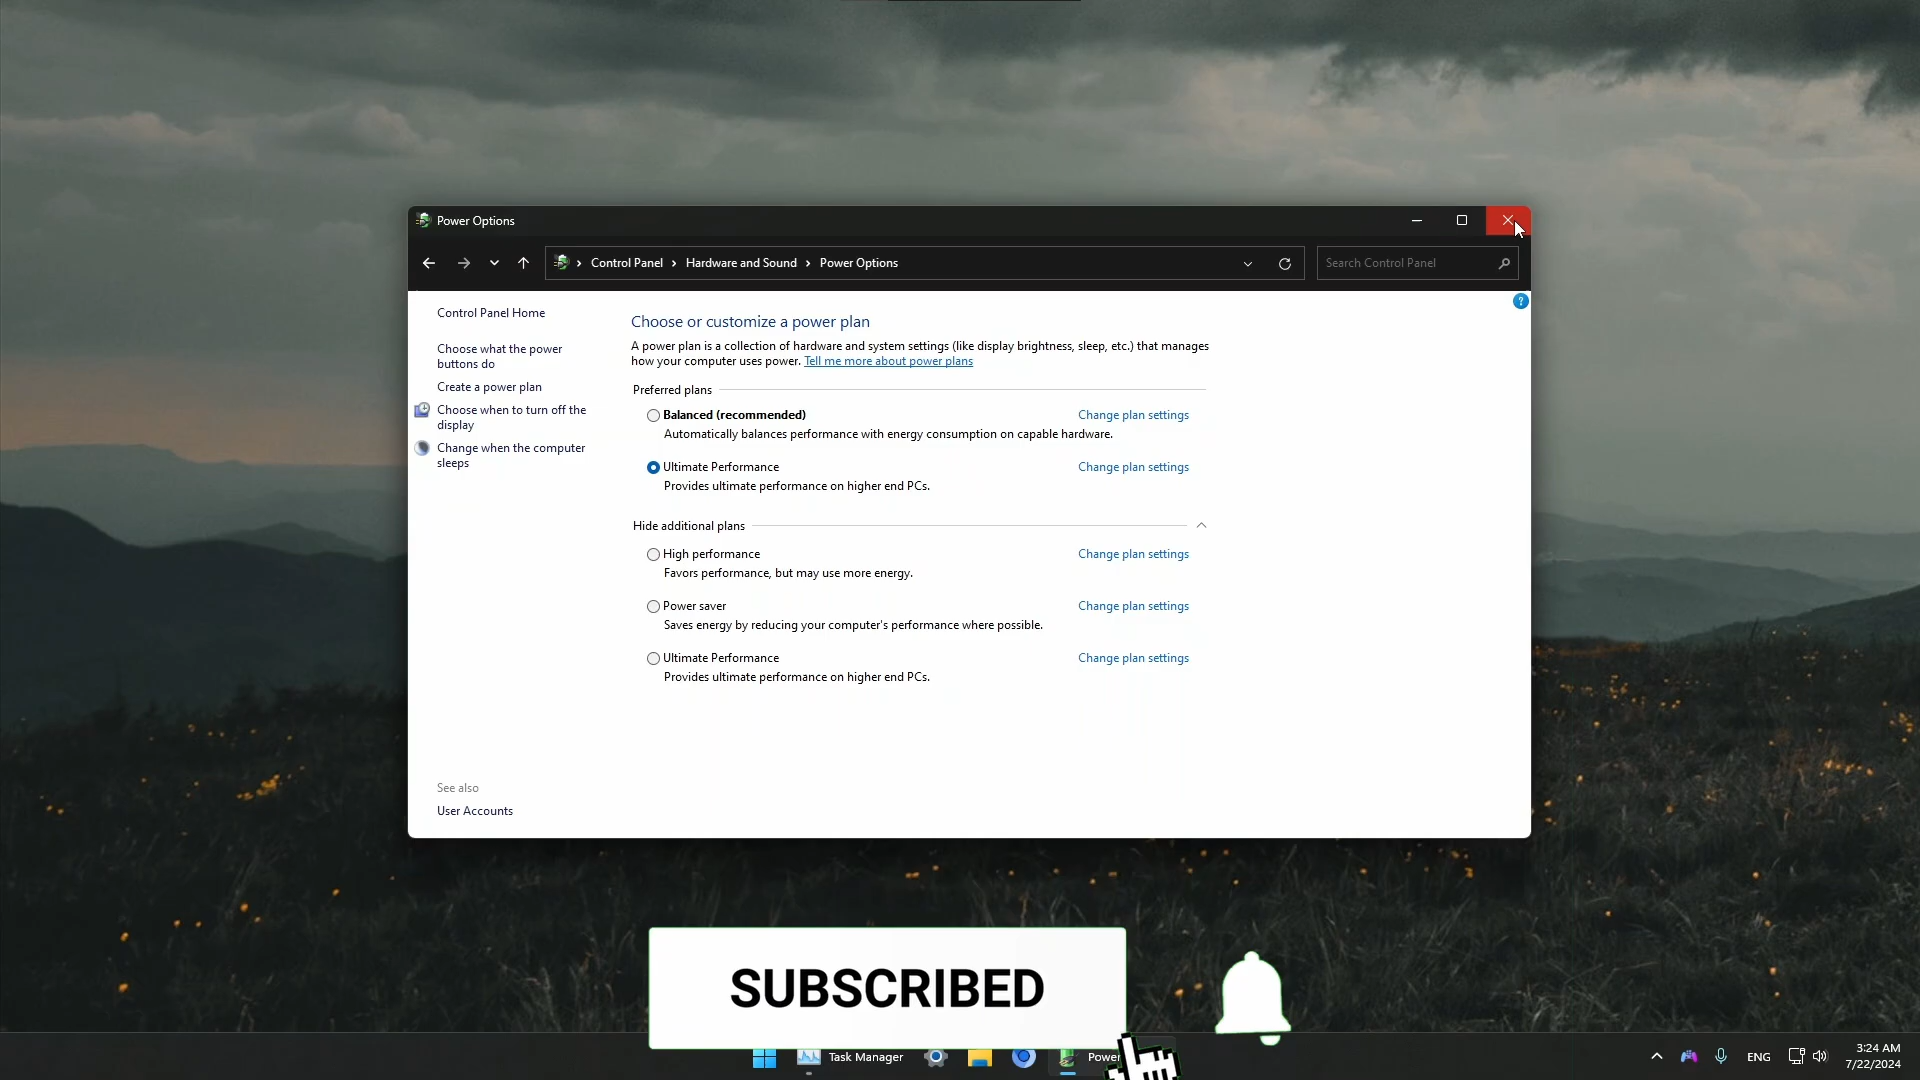 Power Options
Control Panel > Hardware and Sound > Power Options
Search Control Panel
Control Panel Home
Choose what the power
buttons do
Create a power plan
Choose when to turn off the
display
Change when the computer
sleeps
See also
User Accounts
Choose or customize a power plan
A power plan is a collection of hardware and system settings (like display brightness, sleep, etc.) that manages
how your computer uses power. Tell me more about power plans
Preferred plans
Balanced (recommended) Change plan settings
Automatically balances performance with energy consumption on capable hardware.
Ultimate Performance Change plan settings
Provides ultimate performance on higher end PCs.
Hide additional plans
High performance Change plan settings
Favors performance, but may use more energy.
Power saver Change plan settings
Saves energy by reducing your computer's performance where possible.
Ultimate Performance Change plan settings
Provides ultimate performance on higher end PCs.
SUBSCRIBED
Task Manager
Power
ENG
3:24 AM
7/22/2024